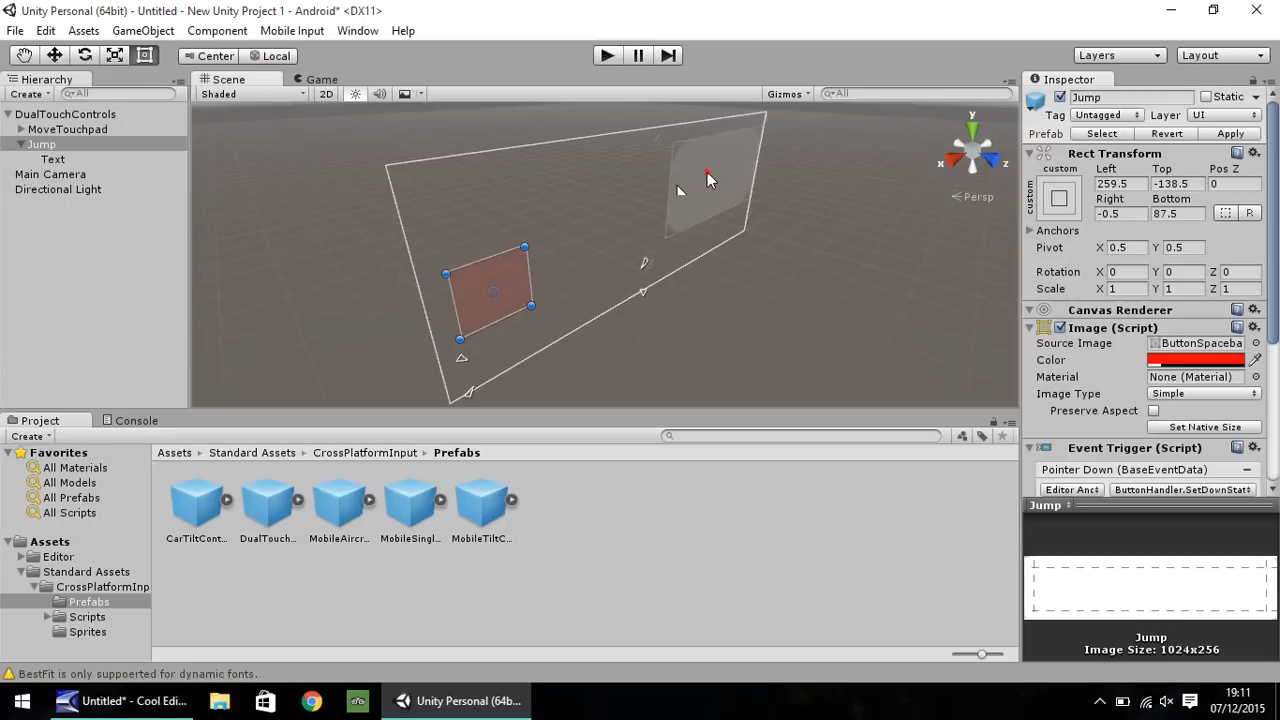 Unity Personal (64bit) - Untitled - New Unity Project 1 - Android* <DX11>
File Edit Assets GameObject Component Mobile Input Window Help
Center Local Layers Layout
Hierarchy Scene Game Inspector
Create All Shaded 2D Gizmos All Jump Static
DualTouchControls
MoveTouchpad
Jump
Text
Main Camera
Directional Light
y
x
z
Persp
Tag Untagged Layer UI
Prefab Select Revert Apply
Rect Transform
custom Left Top Pos Z
custom 259.5 -138.5 0
Right Bottom
-0.5 87.5 R
Anchors
Pivot X 0.5 Y 0.5
Rotation X 0 Y 0 Z 0
Scale X 1 Y 1 Z 1
Canvas Renderer
Image (Script)
Source Image ButtonSpaceba
Color
Material None (Material)
Image Type Simple
Preserve Aspect
Set Native Size
Event Trigger (Script)
Pointer Down (BaseEventData)
Editor Anc ButtonHandler.SetDownStat
Project Console
Create
Favorites
All Materials
All Models
All Prefabs
All Scripts
Assets
Editor
Standard Assets
CrossPlatformInp
Prefabs
Scripts
Sprites
Assets Standard Assets CrossPlatformInput Prefabs
CarTiltCont... DualTouch... MobileAircr... MobileSingl... MobileTiltC...
Jump
Jump
Image Size: 1024x256
BestFit is only suppoerted for dynamic fonts.
Untitled* - Cool Edi... Unity Personal (64b...
19:11
07/12/2015